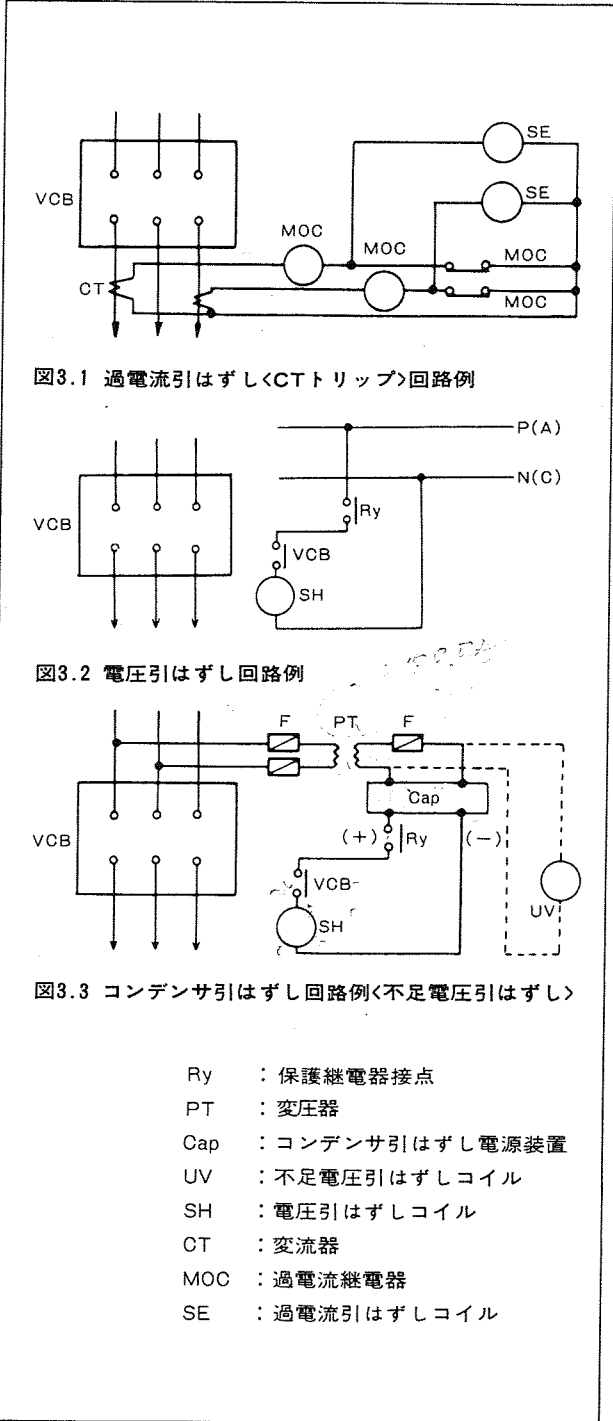 SE
SE
VCB
MOC
MOC
MOC
MOC
CT
図3.1 過電流引はずし<CTトリップ>回路例
P(A)
N(C)
Ry
VCB
VCB
SH
図3.2 電圧引はずし回路例
F
PT
F
Cap
VCB
(+)
Ry
(-)
VCB
UV
SH
図3.3 コンデンサ引はずし回路例<不足電圧引はずし>
Ry :保護継電器接点
PT :変圧器
Cap :コンデンサ引はずし電源装置
UV :不足電圧引はずしコイル
SH :電圧引はずしコイル
CT :変流器
MOC :過電流継電器
SE :過電流引はずしコイル